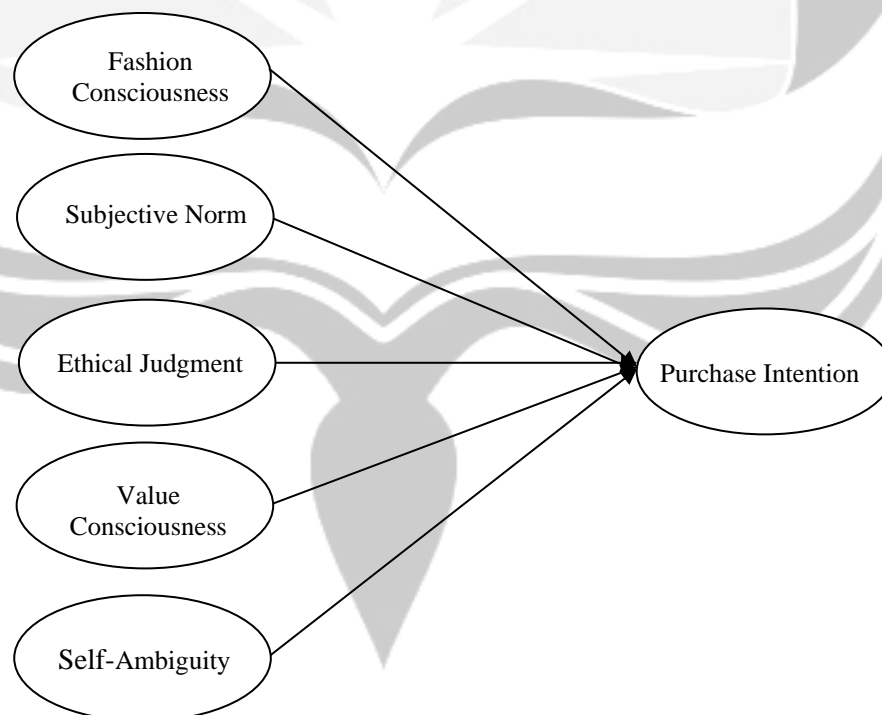 Fashion
Consciousness
Subjective Norm
Ethical Judgment
Purchase Intention
Value
Consciousness
Self-Ambiguity